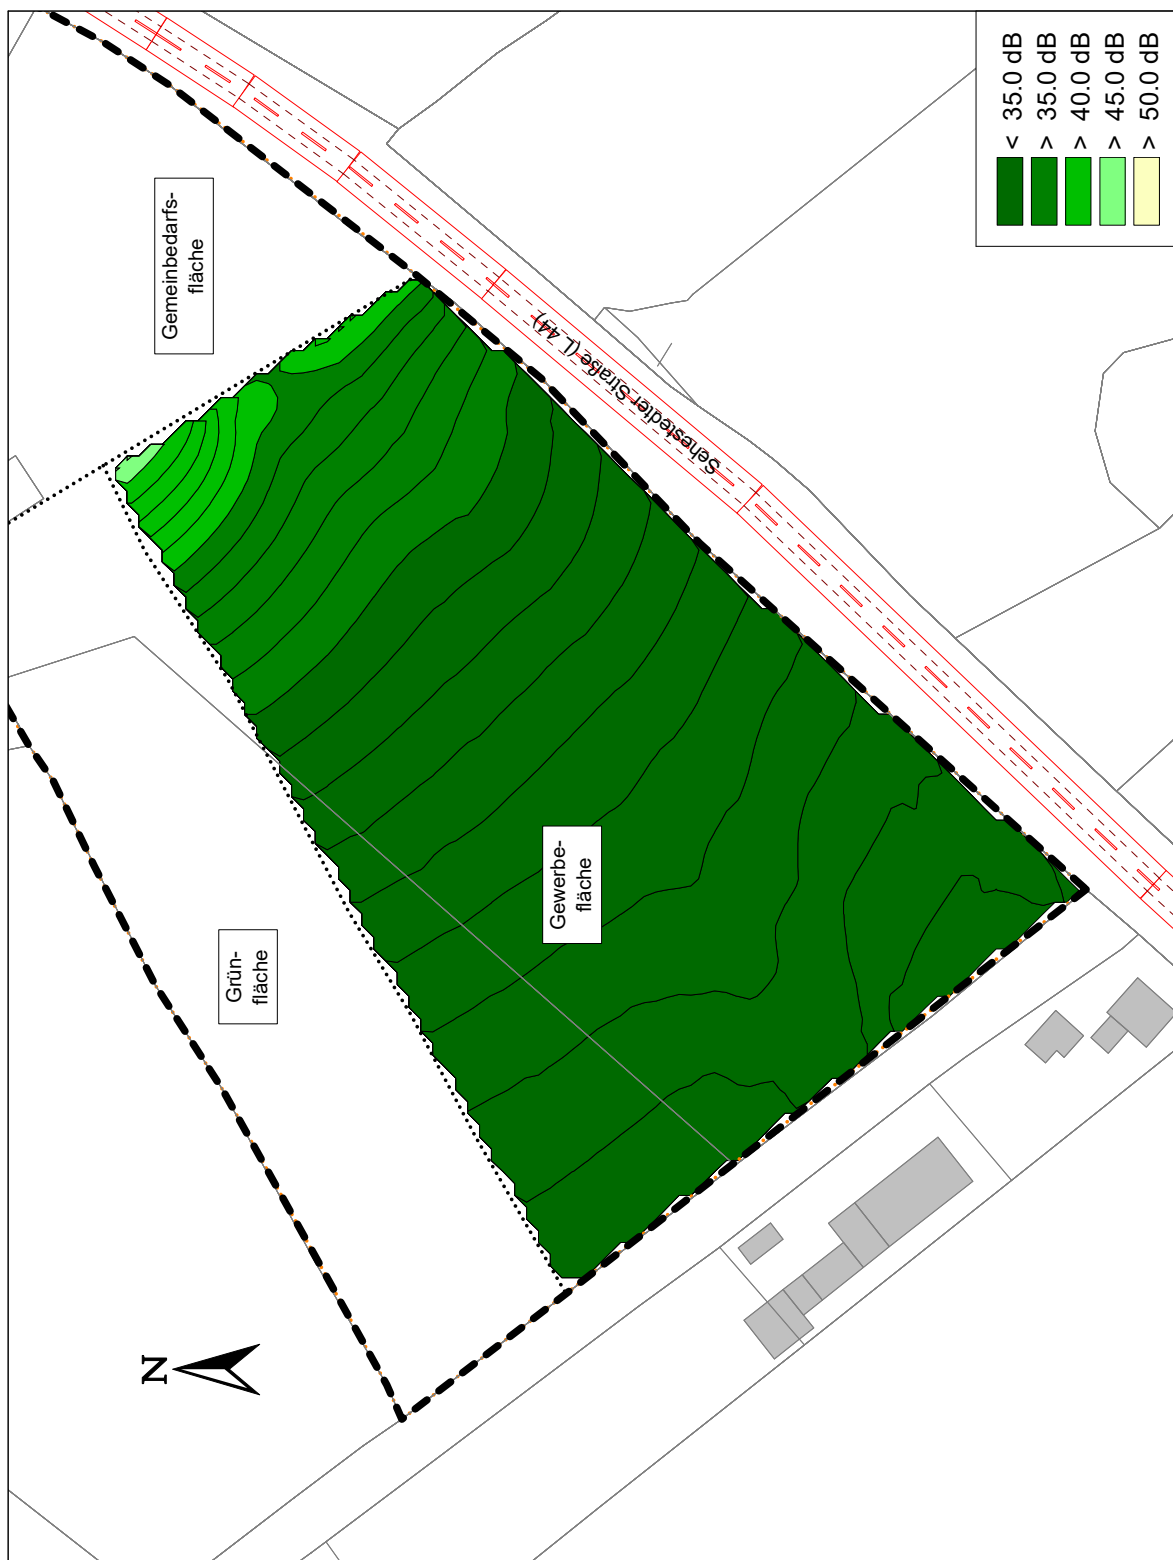 N
Grün-
fläche
Gewerbe-
fläche
Gemeinbedarfs-
fläche
Sehestedter Straße (L 44)
< 35.0 dB
> 35.0 dB
> 40.0 dB
> 45.0 dB
> 50.0 dB